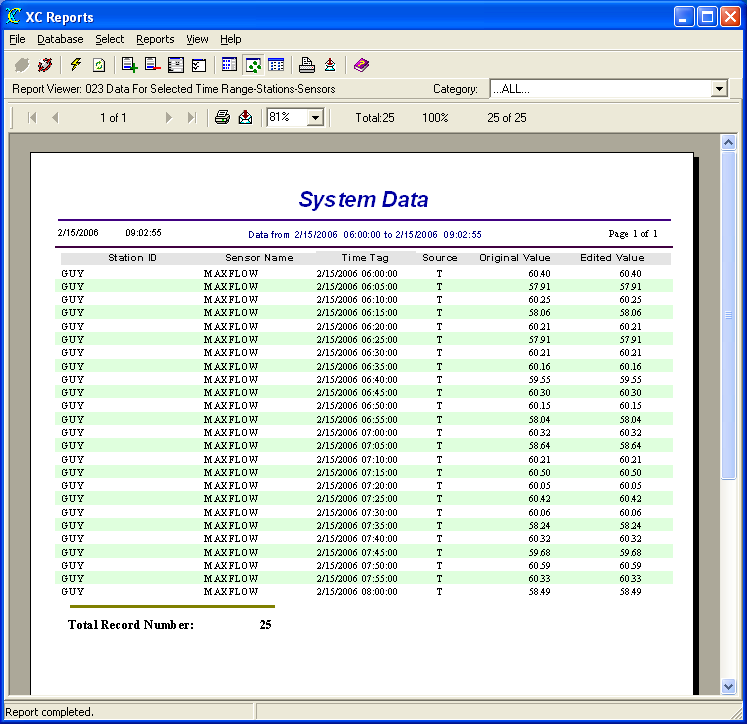 XC Reports
File Database Select Reports View Help
Report Viewer: 023 Data For Selected Time Range-Stations-Sensors Category: ...ALL...
1 of 1 81% Total:25 100% 25 of 25
System Data
2/15/2006 09:02:55 Data from 2/15/2006 06:00:00 to 2/15/2006 09:02:55 Page 1 of 1
Station ID Sensor Name Time Tag Source Original Value Edited Value
GUY MAXFLOW 2/15/2006 06:00:00 T 60.40 60.40
GUY MAXFLOW 2/15/2006 06:05:00 T 57.91 57.91
GUY MAXFLOW 2/15/2006 06:10:00 T 60.25 60.25
GUY MAXFLOW 2/15/2006 06:15:00 T 58.06 58.06
GUY MAXFLOW 2/15/2006 06:20:00 T 60.21 60.21
GUY MAXFLOW 2/15/2006 06:25:00 T 57.91 57.91
GUY MAXFLOW 2/15/2006 06:30:00 T 60.21 60.21
GUY MAXFLOW 2/15/2006 06:35:00 T 60.16 60.16
GUY MAXFLOW 2/15/2006 06:40:00 T 59.55 59.55
GUY MAXFLOW 2/15/2006 06:45:00 T 60.30 60.30
GUY MAXFLOW 2/15/2006 06:50:00 T 60.15 60.15
GUY MAXFLOW 2/15/2006 06:55:00 T 58.04 58.04
GUY MAXFLOW 2/15/2006 07:00:00 T 60.32 60.32
GUY MAXFLOW 2/15/2006 07:05:00 T 58.64 58.64
GUY MAXFLOW 2/15/2006 07:10:00 T 60.21 60.21
GUY MAXFLOW 2/15/2006 07:15:00 T 60.50 60.50
GUY MAXFLOW 2/15/2006 07:20:00 T 60.05 60.05
GUY MAXFLOW 2/15/2006 07:25:00 T 60.42 60.42
GUY MAXFLOW 2/15/2006 07:30:00 T 60.06 60.06
GUY MAXFLOW 2/15/2006 07:35:00 T 58.24 58.24
GUY MAXFLOW 2/15/2006 07:40:00 T 60.32 60.32
GUY MAXFLOW 2/15/2006 07:45:00 T 59.68 59.68
GUY MAXFLOW 2/15/2006 07:50:00 T 60.59 60.59
GUY MAXFLOW 2/15/2006 07:55:00 T 60.33 60.33
GUY MAXFLOW 2/15/2006 08:00:00 T 58.49 58.49
Total Record Number: 25
Report completed.